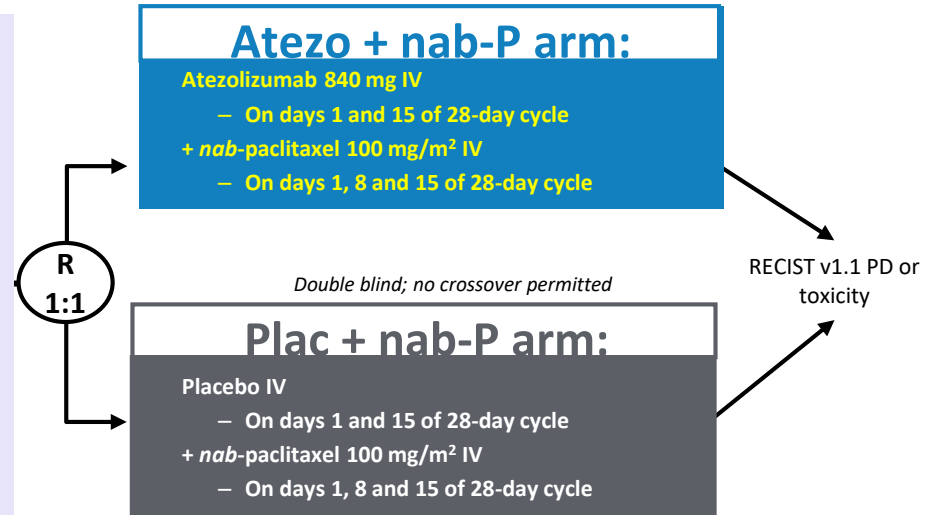 Atezo + nab-P arm:
Atezolizumab 840 mg IV
– On days 1 and 15 of 28-day cycle
+ nab-paclitaxel 100 mg/m² IV
– On days 1, 8 and 15 of 28-day cycle
R
1:1
Double blind; no crossover permitted
RECIST v1.1 PD or
toxicity
Plac + nab-P arm:
Placebo IV
– On days 1 and 15 of 28-day cycle
+ nab-paclitaxel 100 mg/m² IV
– On days 1, 8 and 15 of 28-day cycle